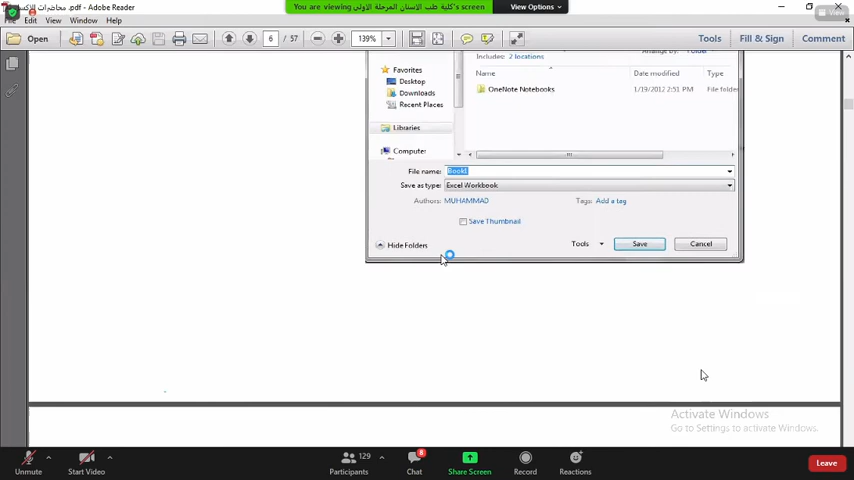 محاضرات الاكسل.pdf - Adobe Reader
You are viewing كلية طب الاسنان المرحلة الاولى's screen
View Options
View
Edit View Window Help
Open
6 / 57
139%
Tools
Fill & Sign
Comment
Includes: 2 locations
Favorites
Desktop
Downloads
Recent Places
Libraries
Computer
Name
Date modified
Type
OneNote Notebooks
1/19/2012 2:51 PM
File folder
File name: Book1
Save as type: Excel Workbook
Authors: MUHAMMAD
Tags: Add a tag
Save Thumbnail
Hide Folders
Tools
Save
Cancel
Activate Windows
Go to Settings to activate Windows.
Unmute
Start Video
129
Participants
8
Chat
Share Screen
Record
Reactions
Leave